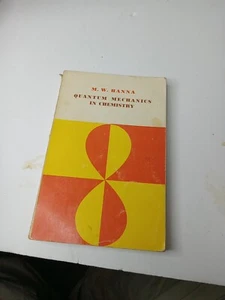 M. W. HANNA
QUANTUM MECHANICS
IN CHEMISTRY